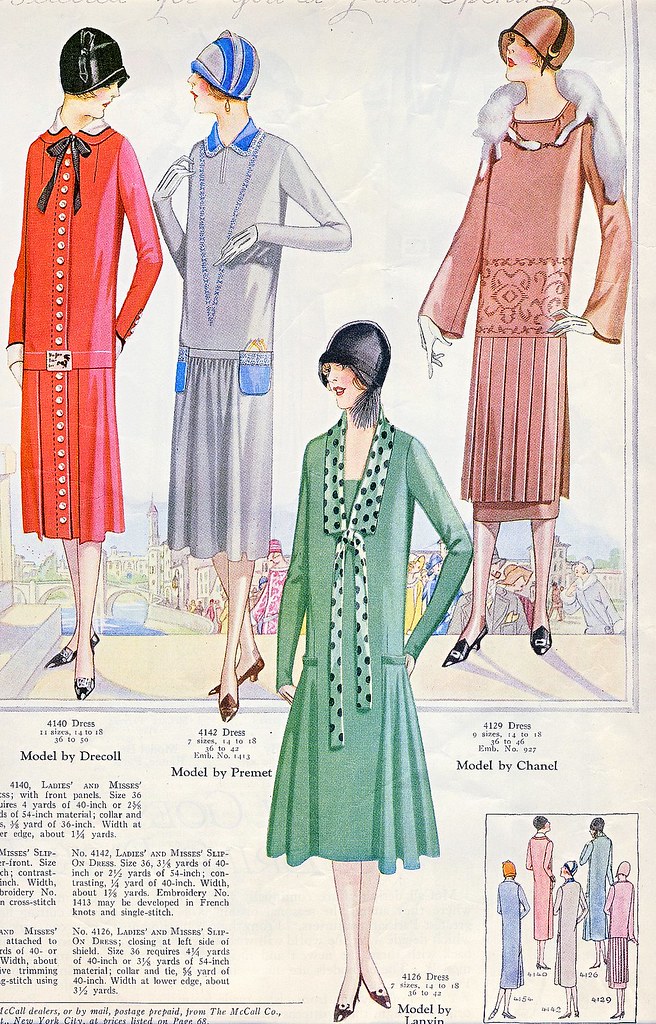 4140 Dress
11 sizes, 14 to 18
36 to 50
Model by Drecoll
4142 Dress
7 sizes, 14 to 18
36 to 42
Emb. No. 1413
Model by Premet
4129 Dress
9 sizes, 14 to 18
36 to 46
Emb. No. 927
Model by Chanel
4140, LADIES' AND MISSES'
; with front panels. Size 36
4 yards of 40-inch or 2⅝
of 54-inch material; collar and
⅜ yard of 36-inch. Width at
edge, about 1¾ yards.
MISSES' SLIP-
front. Size
contrast-
inch. Width,
No.
cross-stitch
AND MISSES'
attached to
of 40- or
Width, about
trimming
stitch using
No. 4142, LADIES' AND MISSES' SLIP-
ON DRESS. Size 36, 3⅛ yards of 40-
inch or 2½ yards of 54-inch; con-
trasting, ¼ yard of 40-inch. Width,
about 1⅞ yards. Embroidery No.
1413 may be developed in French
knots and single-stitch.
No. 4126, LADIES' AND MISSES' SLIP-
ON DRESS; closing at left side of
shield. Size 36 requires 4¼ yards
of 40-inch or 3⅛ yards of 54-inch
material; collar and tie, ⅝ yard of
40-inch. Width at lower edge, about
3½ yards.
4126 Dress
7 sizes, 14 to 18
36 to 42
Model by
Lanvin
4140
4126
4154
4142
4129
McCall dealers, or by mail, postage prepaid, from The McCall Co.,
New York City, at prices listed on Page 68